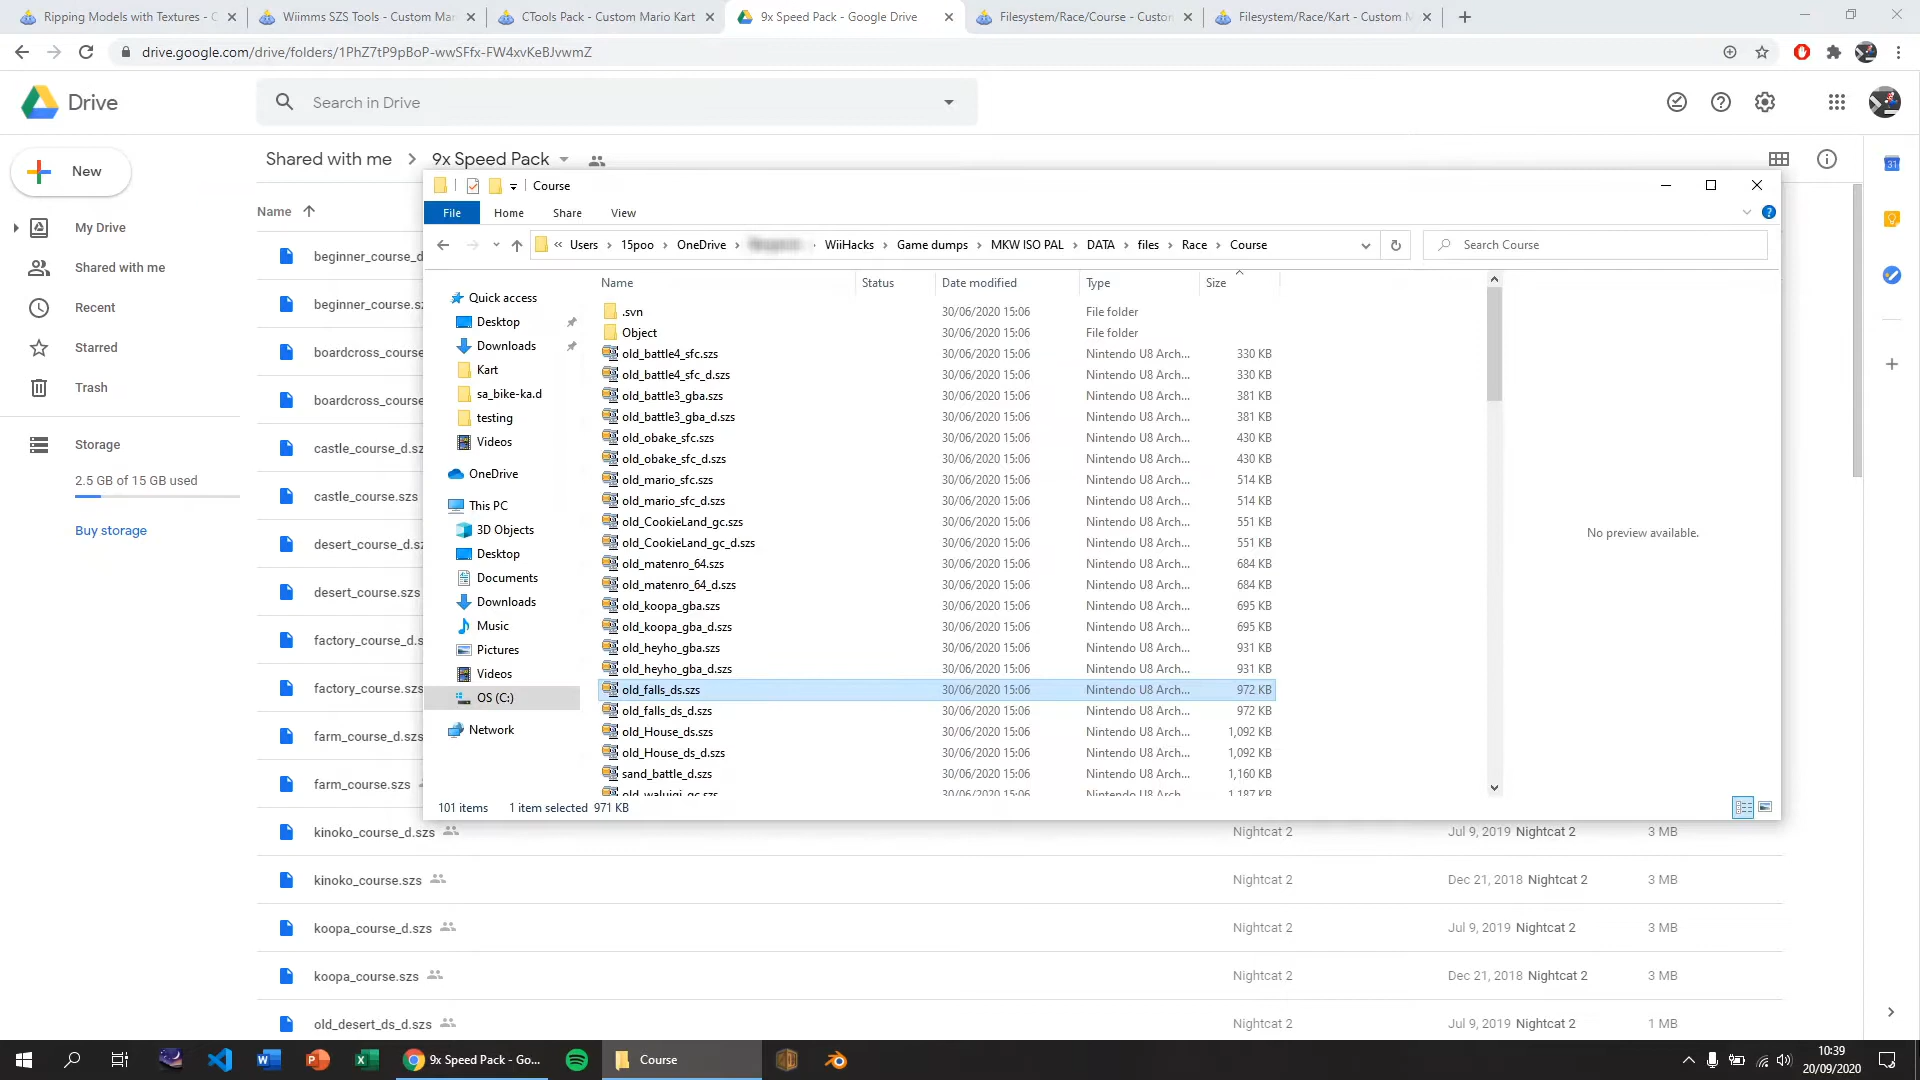 Ripping Models with Textures - C
Wiimms SZS Tools - Custom Mar
CTools Pack - Custom Mario Kart
9x Speed Pack - Google Drive
Filesystem/Race/Course - Custom
Filesystem/Race/Kart - Custom M
drive.google.com/drive/folders/1PhZ7tP9pBoP-wwSFfx-FW4xvKeBJvwmZ
Drive
Search in Drive
New
Shared with me > 9x Speed Pack
Name
My Drive
Shared with me
Recent
Starred
Trash
Storage
2.5 GB of 15 GB used
Buy storage
beginner_course_d
beginner_course.sz
boardcross_course
boardcross_course
castle_course_d.sz
castle_course.szs
desert_course_d.sz
desert_course.szs
factory_course_d.s
factory_course.szs
farm_course_d.szs
farm_course.szs
kinoko_course_d.szs Nightcat 2 Jul 9, 2019 Nightcat 2 3 MB
kinoko_course.szs Nightcat 2 Dec 21, 2018 Nightcat 2 3 MB
koopa_course_d.szs Nightcat 2 Jul 9, 2019 Nightcat 2 3 MB
koopa_course.szs Nightcat 2 Dec 21, 2018 Nightcat 2 3 MB
old_desert_ds_d.szs Nightcat 2 Jul 9, 2019 Nightcat 2 1 MB
Course
File Home Share View
« Users > 15poo > OneDrive > WiiHacks > Game dumps > MKW ISO PAL > DATA > files > Race > Course
Search Course
Quick access
Desktop
Downloads
Kart
sa_bike-ka.d
testing
Videos
OneDrive
This PC
3D Objects
Desktop
Documents
Downloads
Music
Pictures
Videos
OS (C:)
Network
Name Status Date modified Type Size
.svn 30/06/2020 15:06 File folder
Object 30/06/2020 15:06 File folder
old_battle4_sfc.szs 30/06/2020 15:06 Nintendo U8 Arch... 330 KB
old_battle4_sfc_d.szs 30/06/2020 15:06 Nintendo U8 Arch... 330 KB
old_battle3_gba.szs 30/06/2020 15:06 Nintendo U8 Arch... 381 KB
old_battle3_gba_d.szs 30/06/2020 15:06 Nintendo U8 Arch... 381 KB
old_obake_sfc.szs 30/06/2020 15:06 Nintendo U8 Arch... 430 KB
old_obake_sfc_d.szs 30/06/2020 15:06 Nintendo U8 Arch... 430 KB
old_mario_sfc.szs 30/06/2020 15:06 Nintendo U8 Arch... 514 KB
old_mario_sfc_d.szs 30/06/2020 15:06 Nintendo U8 Arch... 514 KB
old_CookieLand_gc.szs 30/06/2020 15:06 Nintendo U8 Arch... 551 KB
old_CookieLand_gc_d.szs 30/06/2020 15:06 Nintendo U8 Arch... 551 KB
old_matenro_64.szs 30/06/2020 15:06 Nintendo U8 Arch... 684 KB
old_matenro_64_d.szs 30/06/2020 15:06 Nintendo U8 Arch... 684 KB
old_koopa_gba.szs 30/06/2020 15:06 Nintendo U8 Arch... 695 KB
old_koopa_gba_d.szs 30/06/2020 15:06 Nintendo U8 Arch... 695 KB
old_heyho_gba.szs 30/06/2020 15:06 Nintendo U8 Arch... 931 KB
old_heyho_gba_d.szs 30/06/2020 15:06 Nintendo U8 Arch... 931 KB
old_falls_ds.szs 30/06/2020 15:06 Nintendo U8 Arch... 972 KB
old_falls_ds_d.szs 30/06/2020 15:06 Nintendo U8 Arch... 972 KB
old_House_ds.szs 30/06/2020 15:06 Nintendo U8 Arch... 1,092 KB
old_House_ds_d.szs 30/06/2020 15:06 Nintendo U8 Arch... 1,092 KB
sand_battle_d.szs 30/06/2020 15:06 Nintendo U8 Arch... 1,160 KB
old_waluigi_gc.szs 30/06/2020 15:06 Nintendo U8 Arch... 1,187 KB
No preview available.
101 items 1 item selected 971 KB
9x Speed Pack - Go...
Course
10:39
20/09/2020